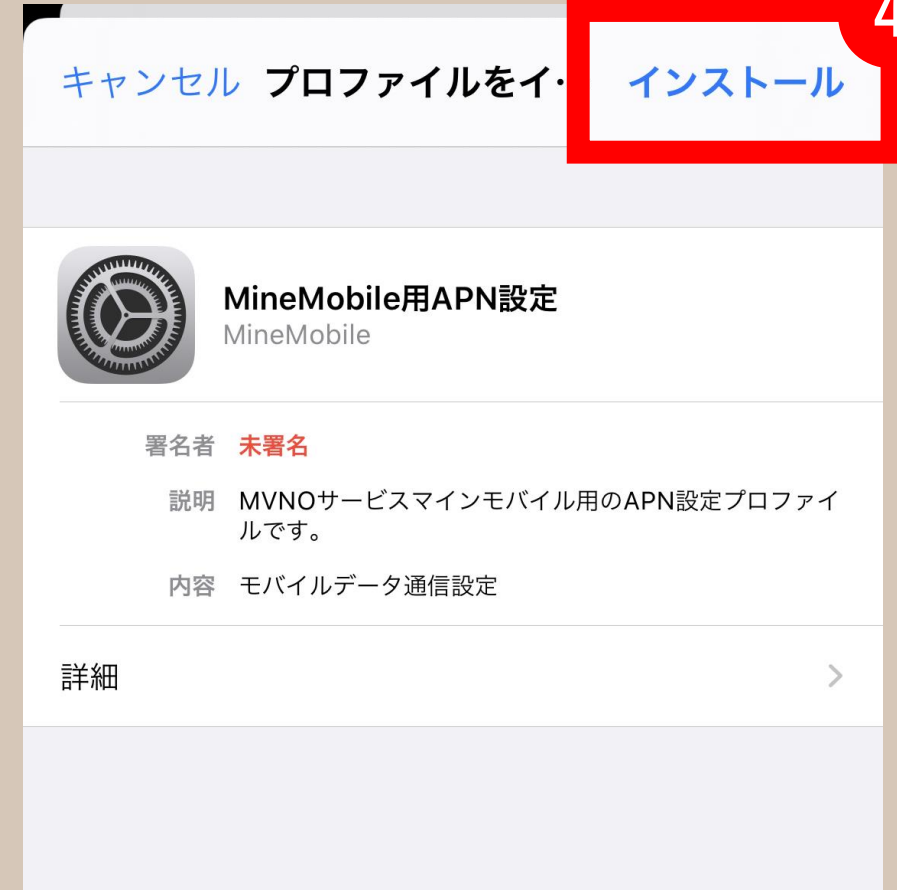 4
キャンセル プロファイルをイ… インストール
MineMobile用APN設定
MineMobile
署名者 未署名
説明 MVNOサービスマインモバイル用のAPN設定プロファイ
ルです。
内容 モバイルデータ通信設定
詳細